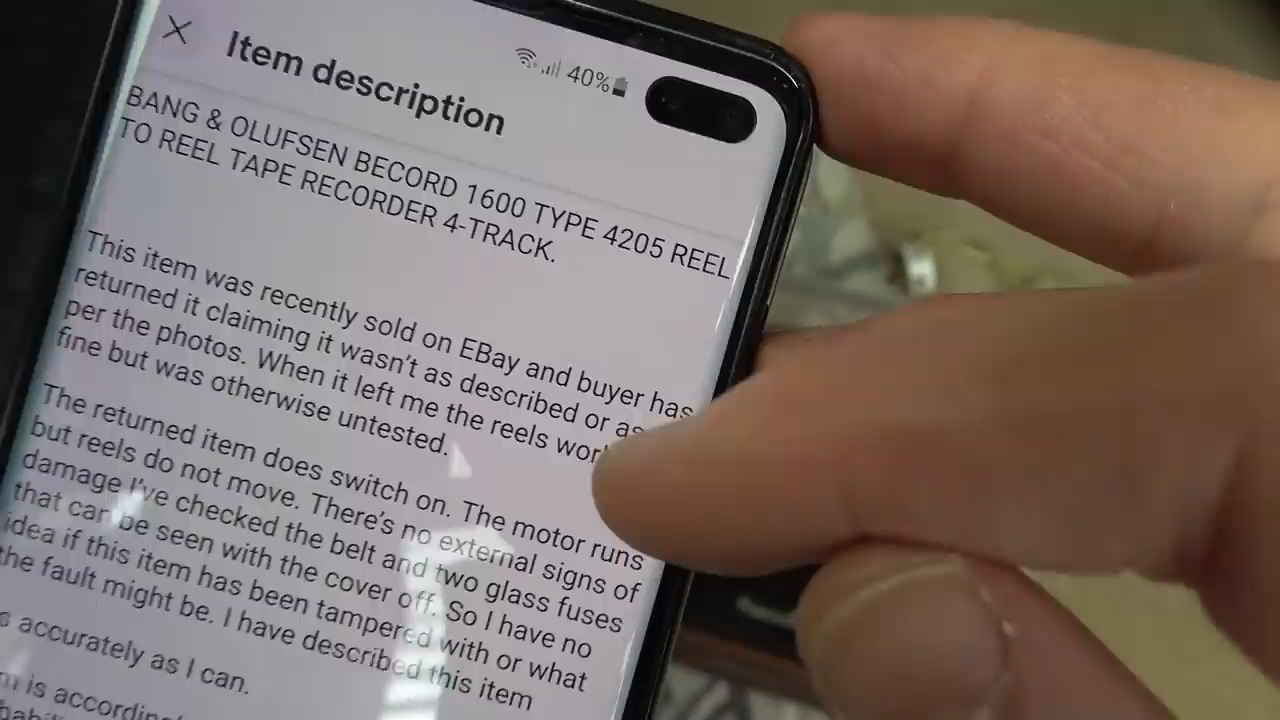 40%
Item description
BANG & OLUFSEN BECORD 1600 TYPE 4205 REEL
TO REEL TAPE RECORDER 4-TRACK.
This item was recently sold on EBay and buyer has
returned it claiming it wasn't as described or as
per the photos. When it left me the reels
fine but was otherwise untested.
The returned item does switch on. The motor runs
but reels do not move. There's no external signs of
damage I've checked the belt and two glass fuses
that can be seen with the cover off. So I have no
idea if this item has been tampered with or what
the fault might be. I have described this item
accurately as I can.
is